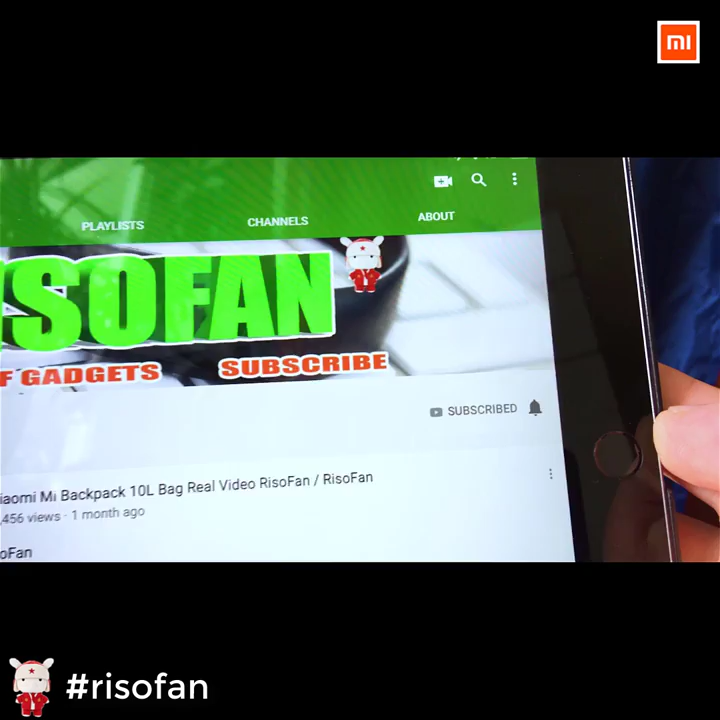 mi
PLAYLISTS CHANNELS ABOUT
ISOFAN
F GADGETS SUBSCRIBE
SUBSCRIBED
iaomi Mi Backpack 10L Bag Real Video RisoFan / RisoFan
,456 views · 1 month ago
oFan
#risofan